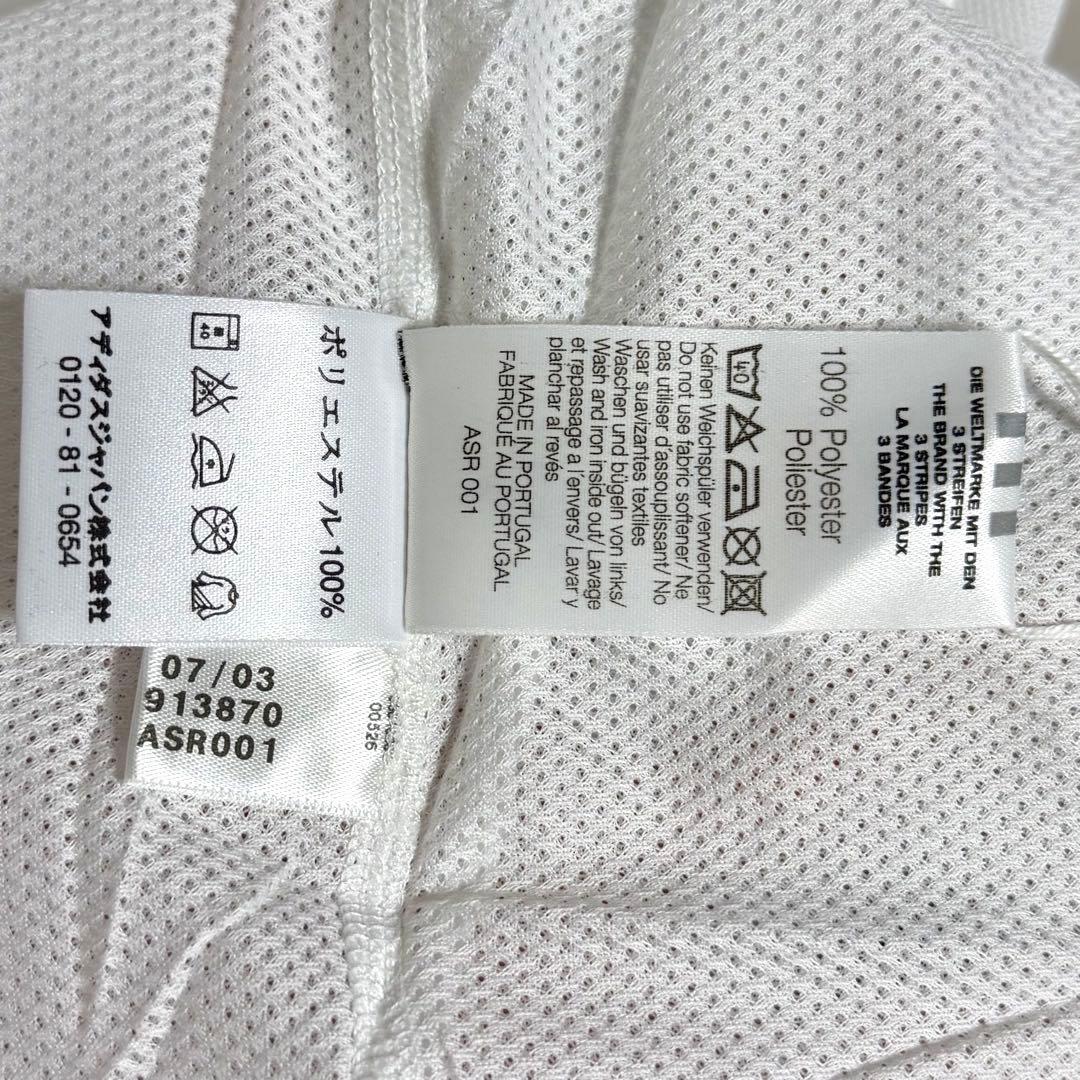 DIE WELTMARKE MIT DEN
3 STREIFEN
THE BRAND WITH THE
3 STRIPES
LA MARQUE AUX
3 BANDES
100% Polyester
Poliester
40
Keinen Weichspüler verwenden/
Do not use fabric softener/ Ne
pas utiliser d'assouplissant/ No
usar suavizantes textiles
Waschen und bügeln von links/
Wash and iron inside out/ Lavage
et repassage a l'envers/ Lavar y
planchar al revés
MADE IN PORTUGAL
FABRIQUÉ AU PORTUGAL
ASR 001
ポリエステル100%
40
アディダスジャパン株式会社
0120-81-0654
07/03
913870
ASR001
00326